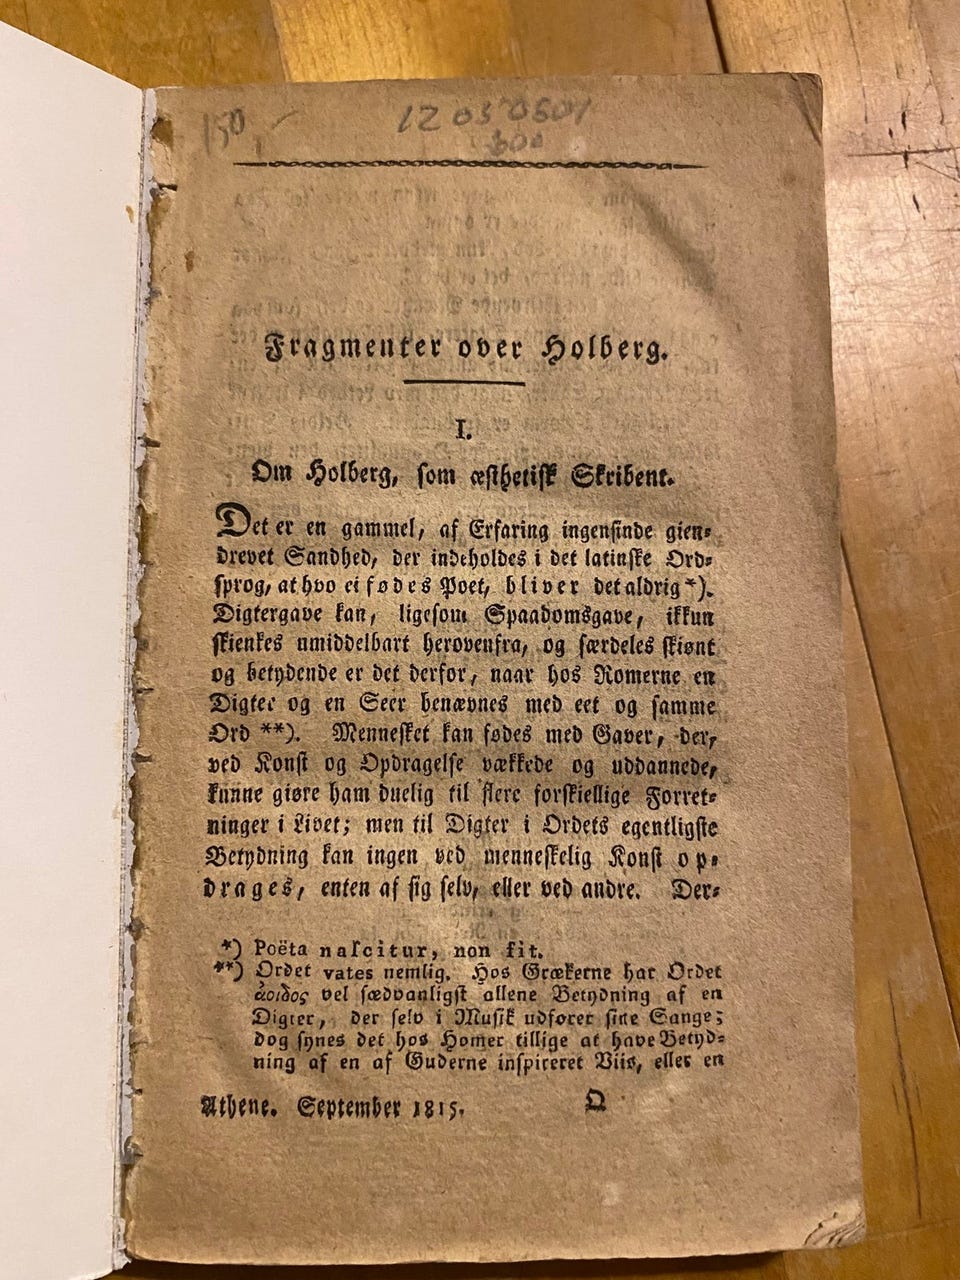 150,-
12 03 0501
300
Fragmenter over Holberg.
I.
Om Holberg, som æsthetisk Skribent.
Det er en gammel, af Erfaring ingensinde gien-
drevet Sandhed, der indeholdes i det latinske Ord-
sprog, at hvo ei fødes Poet, bliver det aldrig *).
Digtergave kan, ligesom Spaadomsgave, ikkun
skienkes umiddelbart herovenfra, og særdeles skiønt
og betydende er det derfor, naar hos Romerne en
Digter og en Seer benævnes med eet og samme
Ord **). Mennesket kan fødes med Gaver, der,
ved Konst og Opdragelse vækkede og uddannede,
kunne giøre ham duelig til flere forskiellige Forret-
ninger i Livet; men til Digter i Ordets egentligste
Betydning kan ingen ved menneskelig Konst op-
drages, enten af sig selv, eller ved andre. Der-
*) Poëta nascitur, non fit.
**) Ordet vates nemlig. Hos Grækerne har Ordet
ἀοιδος vel sædvanligst allene Betydning af en
Digter, der selv i Musik udfører sine Sange;
dog synes det hos Homer tillige at have Betyd-
ning af en af Guderne inspireret Viis, eller en
Athene. September 1815.
Q